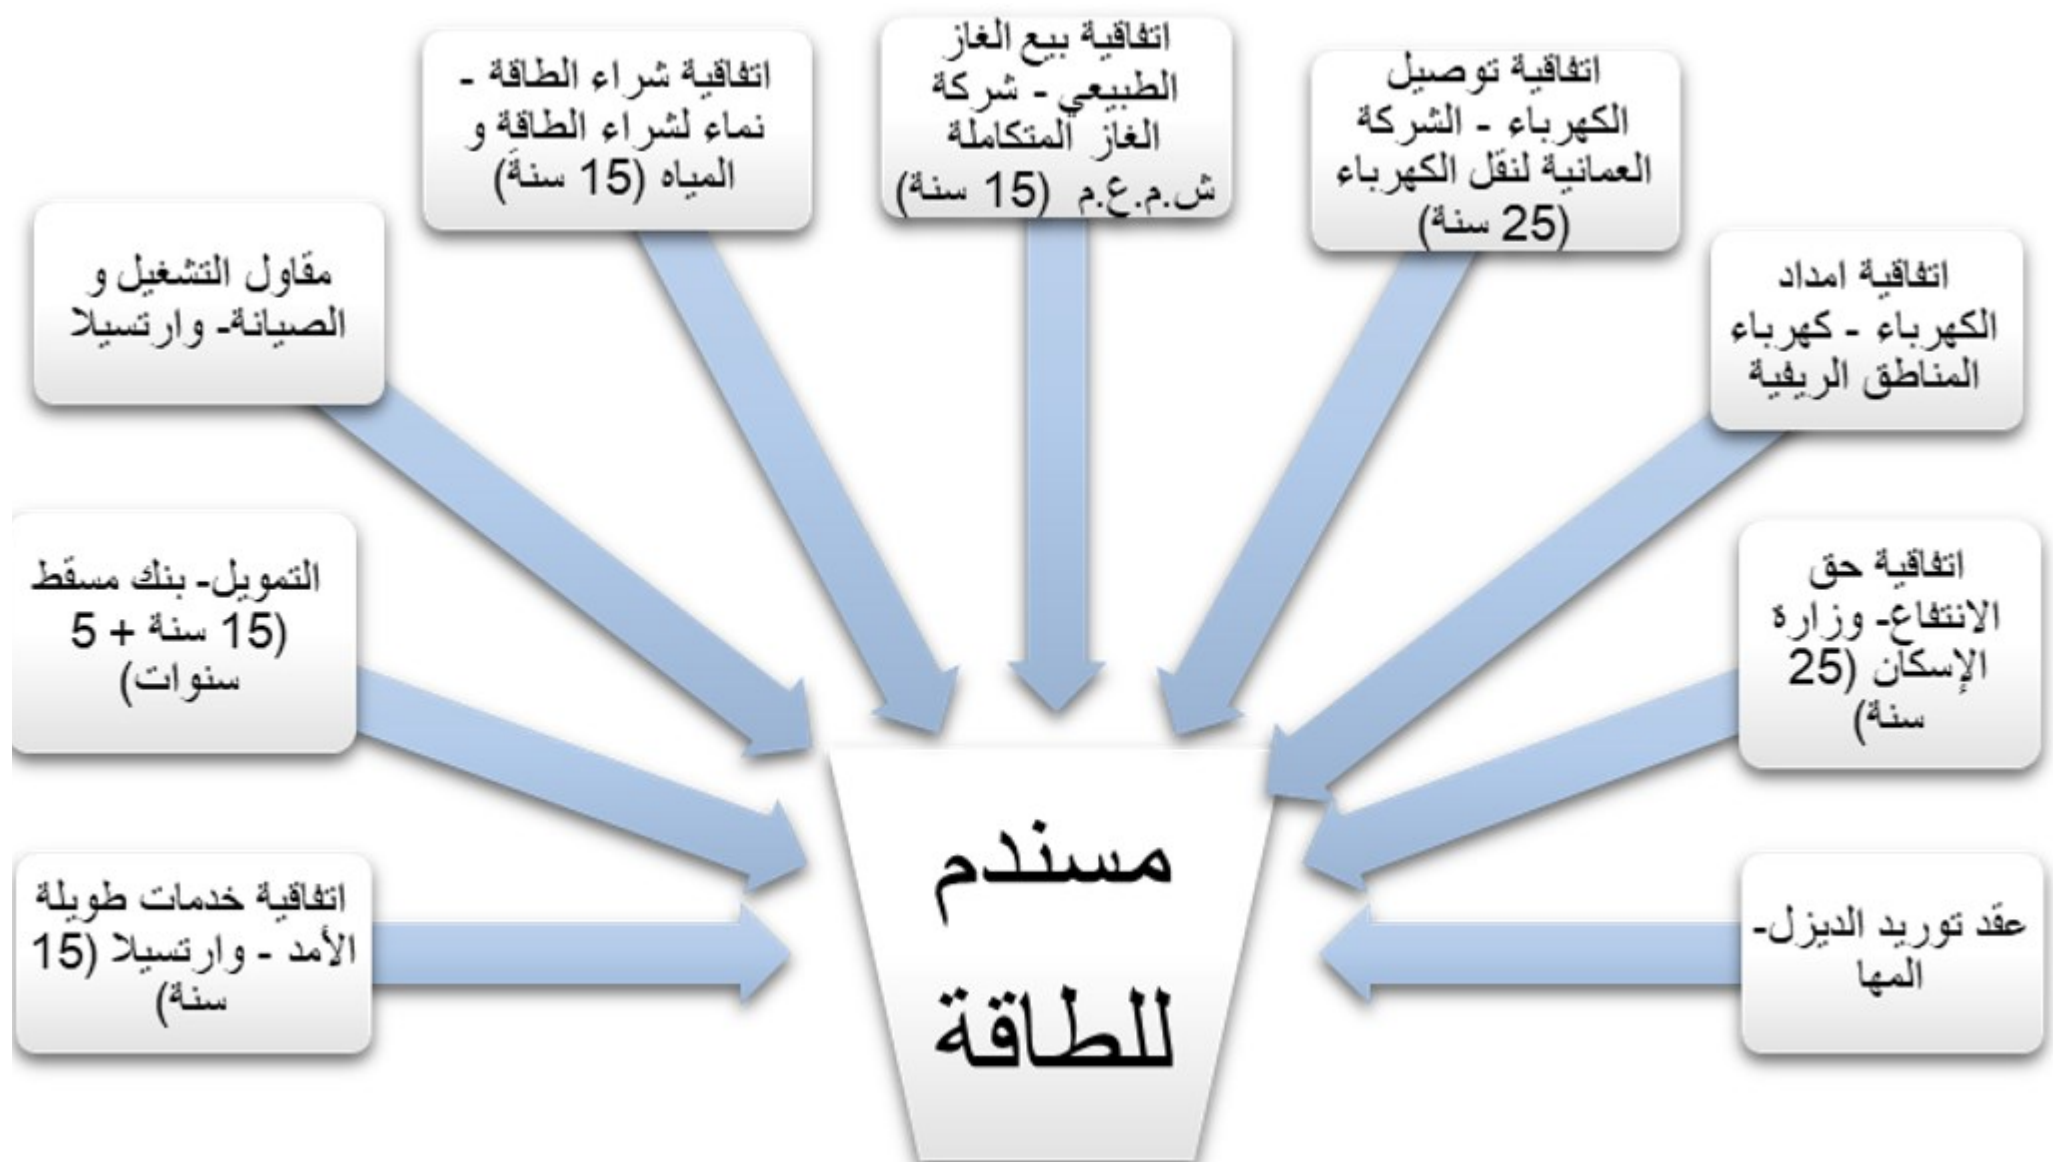 اتفاقية بيع الغاز
الطبيعي - شركة
الغاز المتكاملة
ش.م.ع.م (15 سنة)
اتفاقية توصيل
الكهرباء - الشركة
العمانية لنقل الكهرباء
(25 سنة)
اتفاقية شراء الطاقة -
نماء لشراء الطاقة و
المياه (15 سنة)
اتفاقية امداد
الكهرباء - كهرباء
المناطق الريفية
مقاول التشغيل و
الصيانة- وارتسيلا
اتفاقية حق
الانتفاع- وزارة
الإسكان (25
سنة)
التمويل- بنك مسقط
(15 سنة + 5
سنوات)
عقد توريد الديزل-
المها
اتفاقية خدمات طويلة
الأمد - وارتسيلا (15
سنة)
مسندم
للطاقة